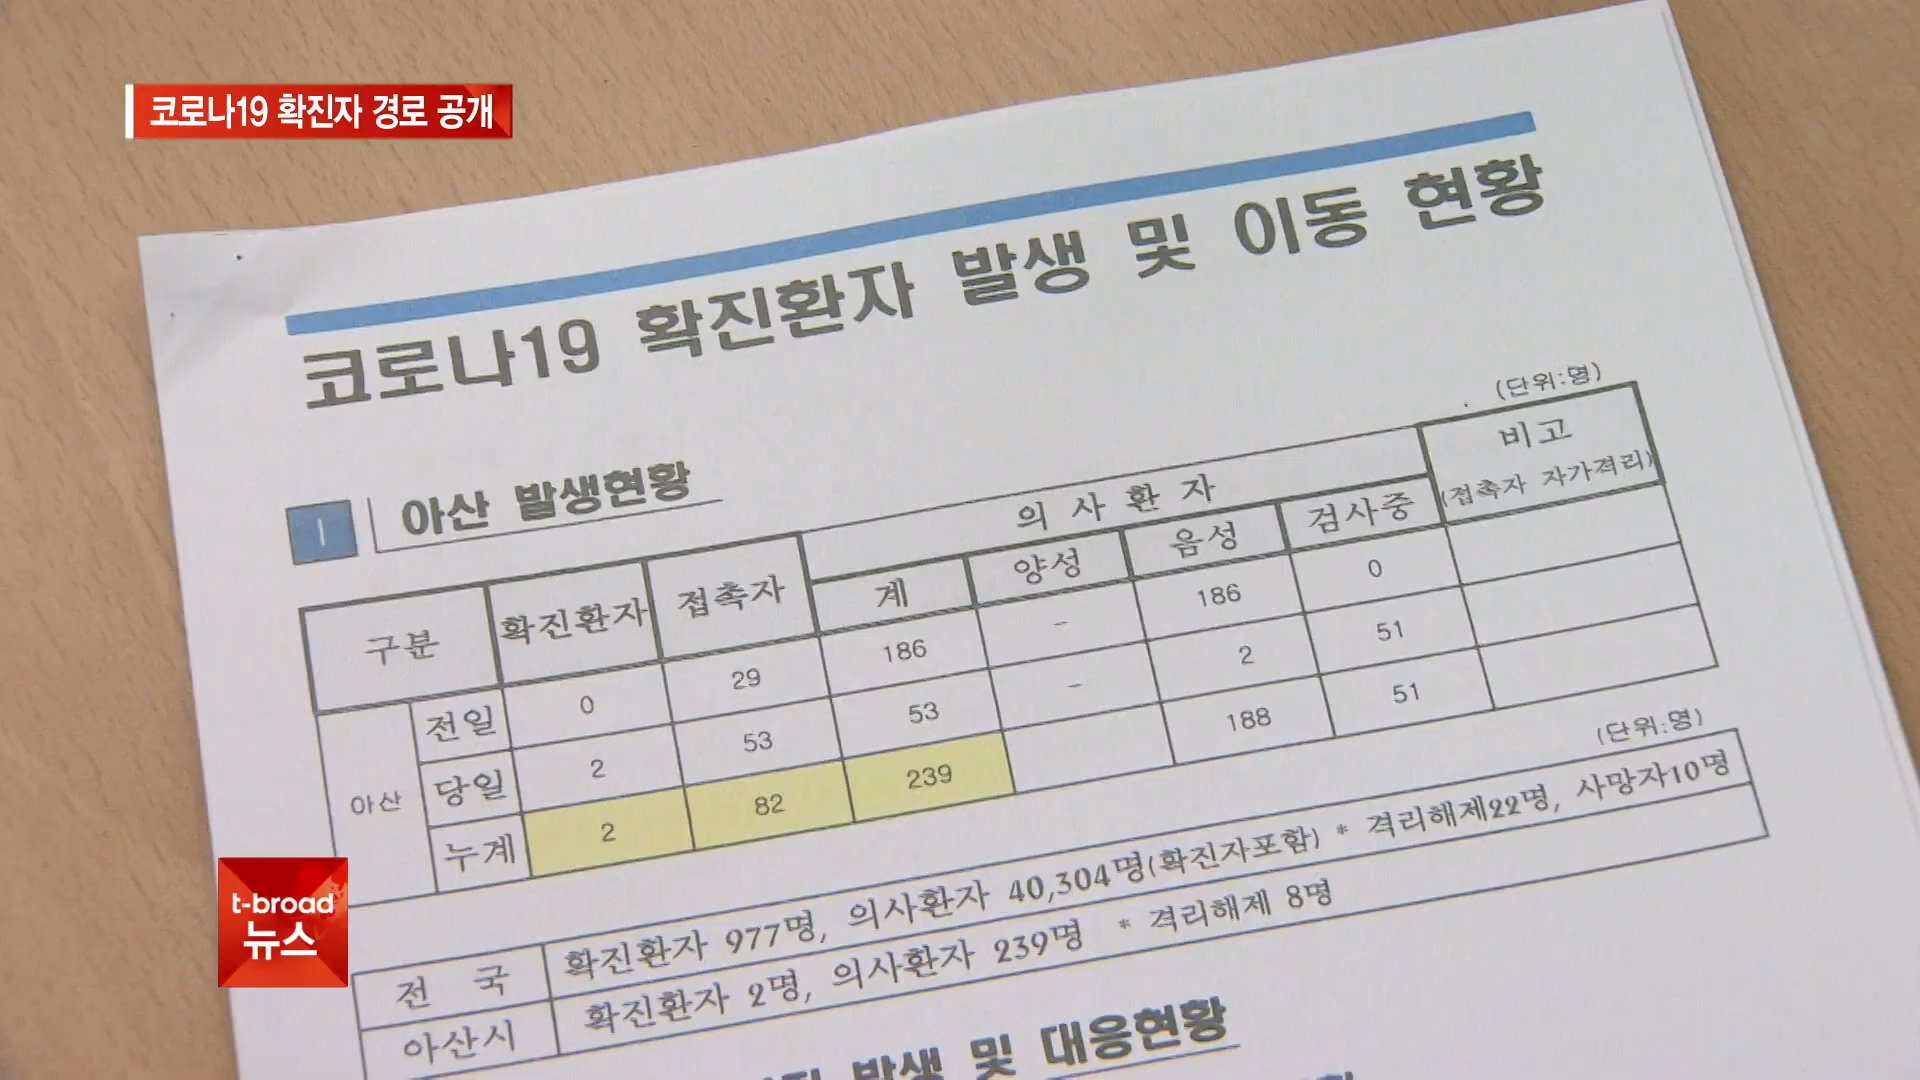 코로나19 확진자 경로 공개
코로나19 확진환자 발생 및 이동 현황
(단위:명)
I 아산 발생현황
구분 확진환자 접촉자 의 사 환 자 비고
(접촉자 자가격리)
계 양성 음성 검사중
아산 전일 0 29 186 - 186 0
당일 2 53 53 - 2 51
누계 2 82 239 188 51
(단위:명)
전 국 확진환자 977명, 의사환자 40,304명(확진자포함) * 격리해제22명, 사망자10명
아산시 확진환자 2명, 의사환자 239명 * 격리해제 8명
발생 및 대응현황
t-broad
뉴스